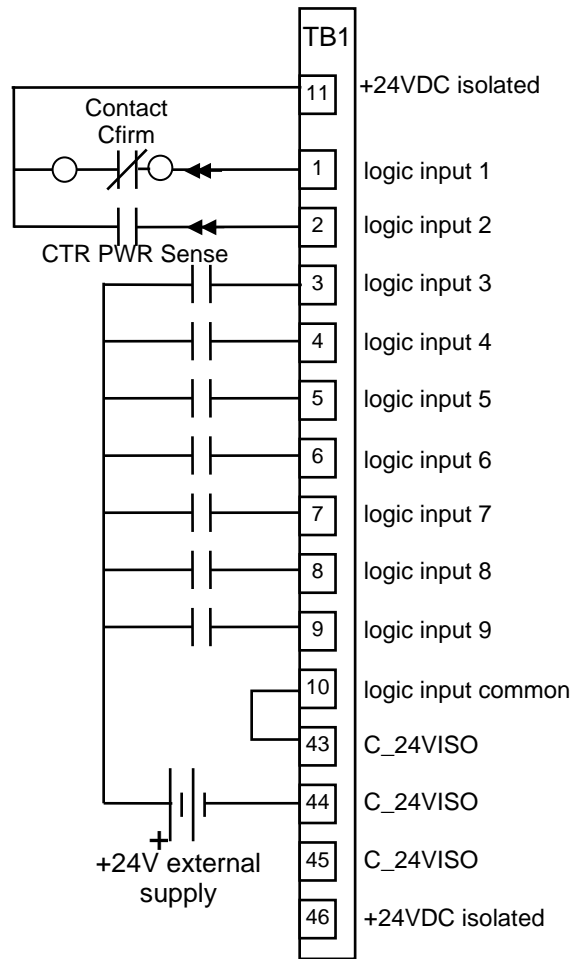 TB1
11
+24VDC isolated
Contact
Cfirm
1
logic input 1
2
logic input 2
CTR PWR Sense
3
logic input 3
4
logic input 4
5
logic input 5
6
logic input 6
7
logic input 7
8
logic input 8
9
logic input 9
10
logic input common
43
C_24VISO
44
C_24VISO
+
+24V external
supply
45
C_24VISO
46
+24VDC isolated